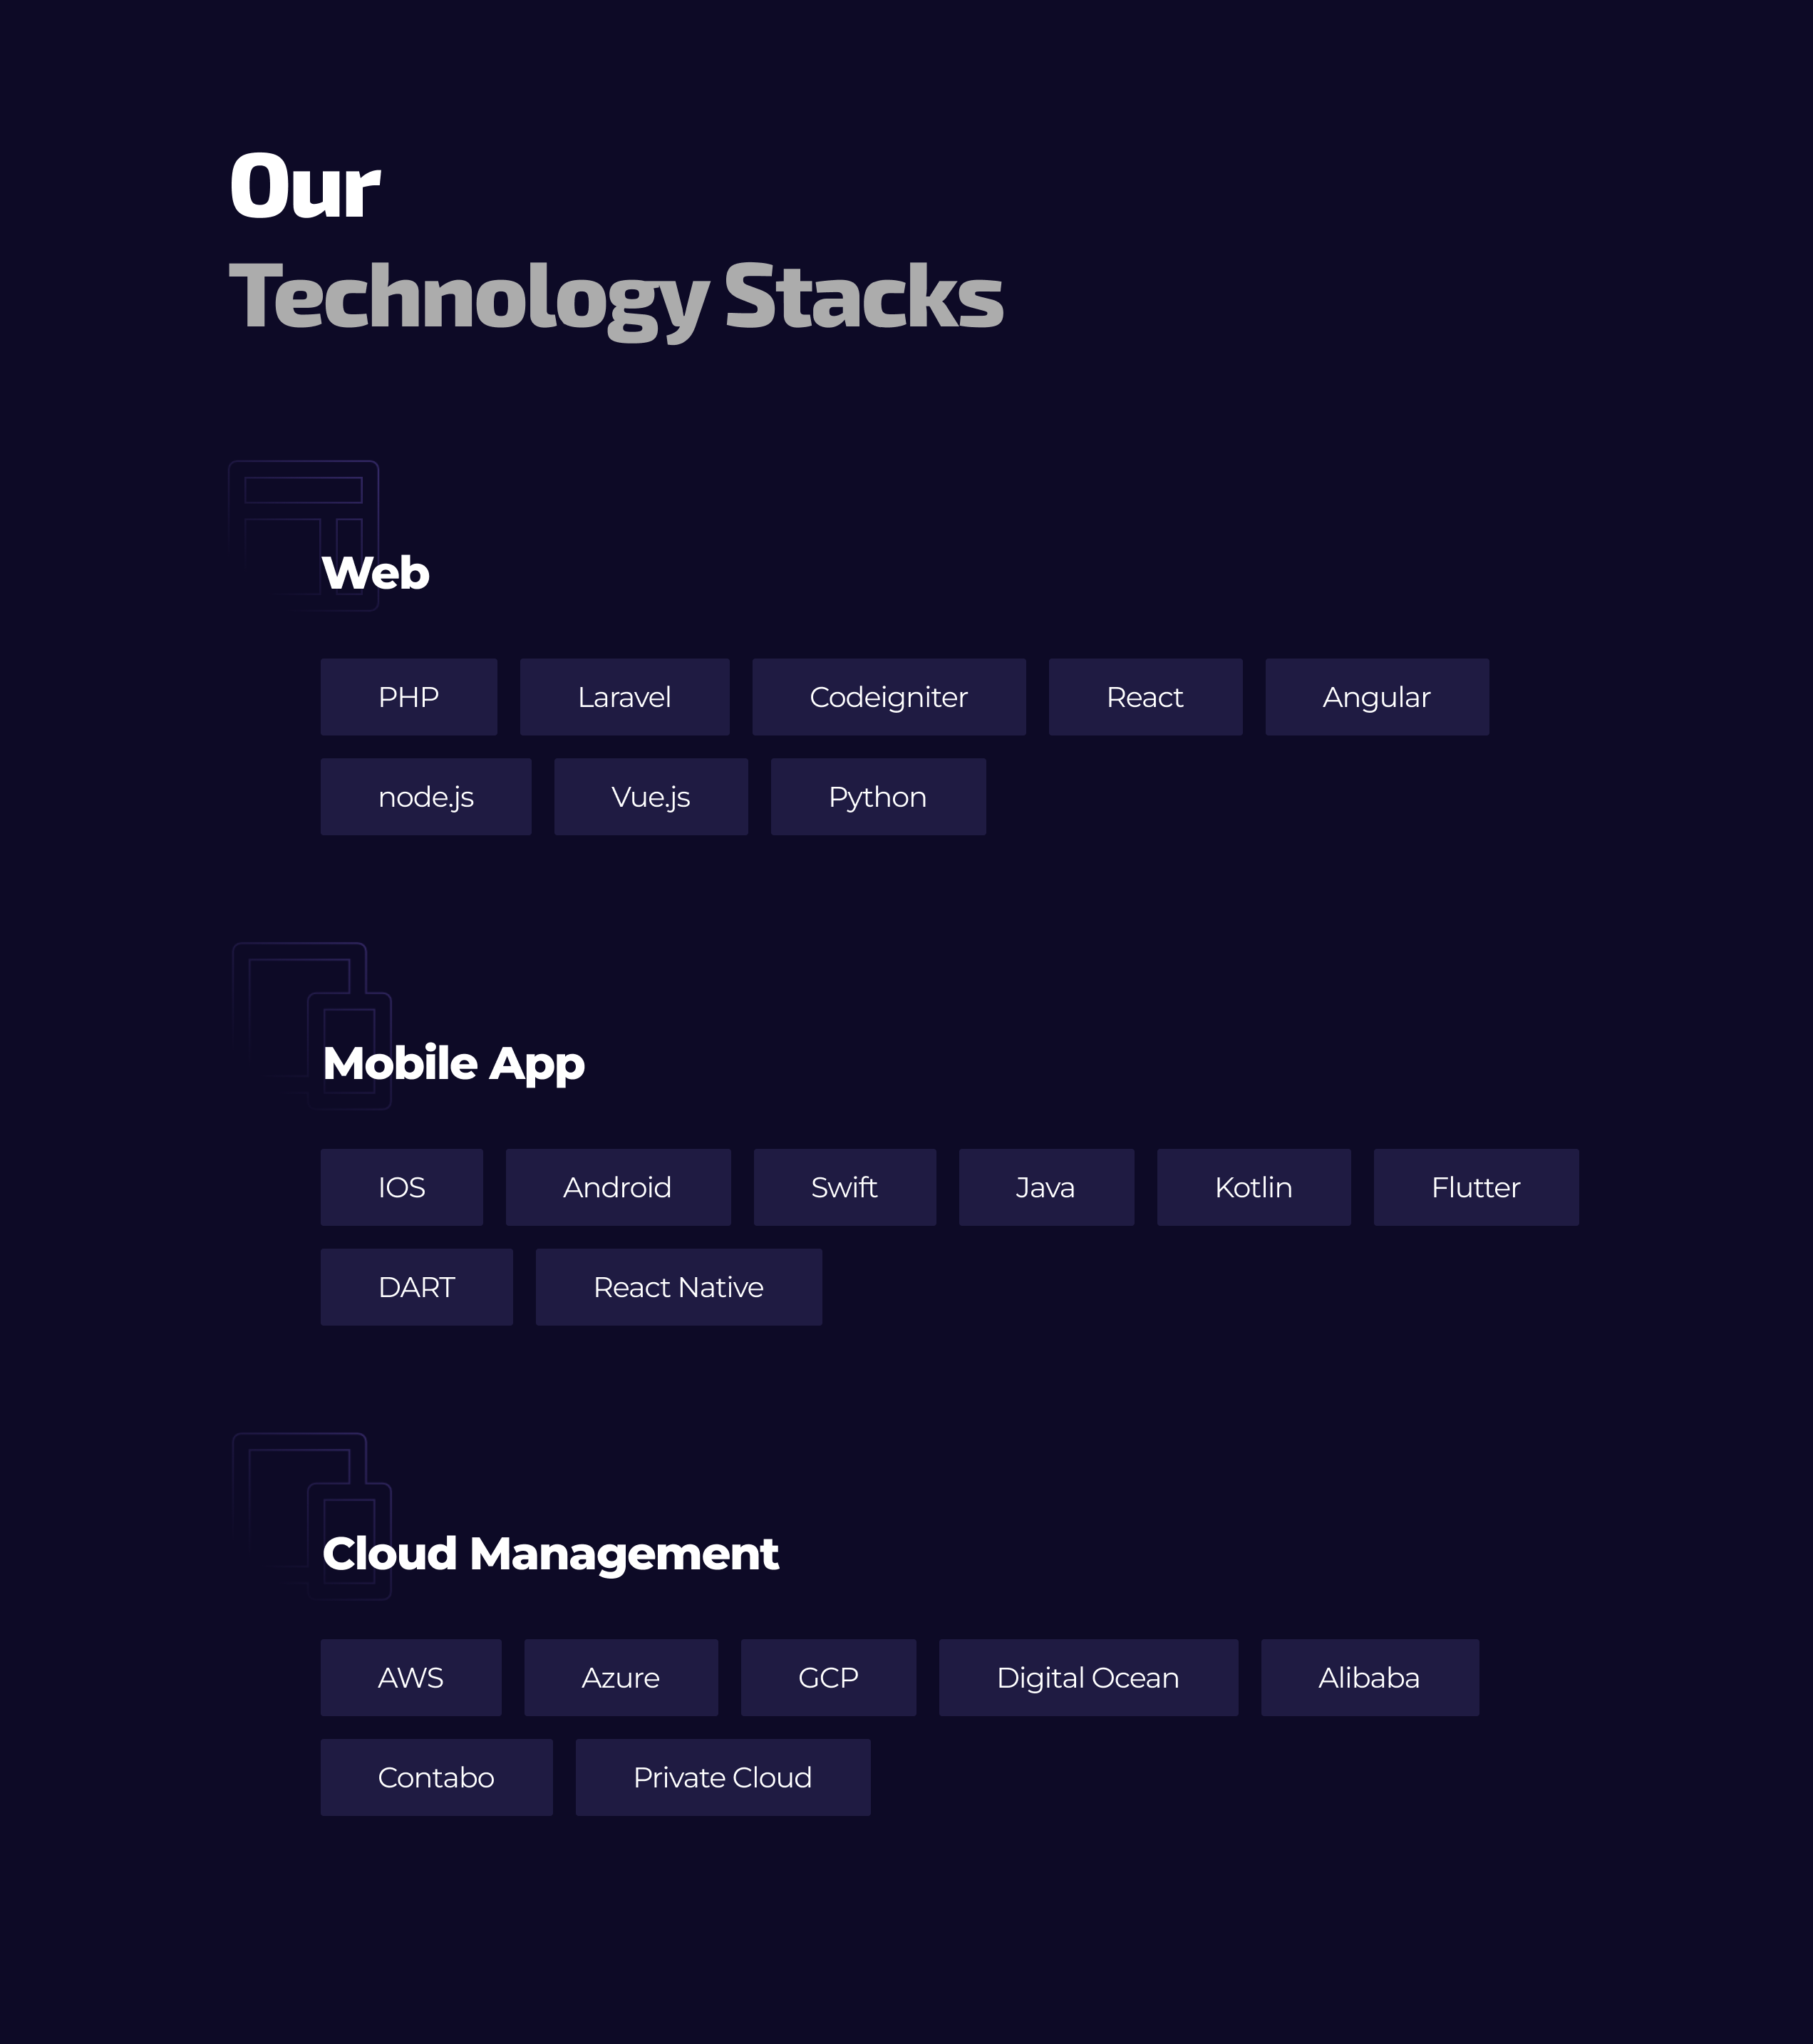 Our
Technology Stacks
Web
PHP Laravel Codeigniter React Angular
node.js Vue.js Python
Mobile App
IOS Android Swift Java Kotlin Flutter
DART React Native
Cloud Management
AWS Azure GCP Digital Ocean Alibaba
Contabo Private Cloud